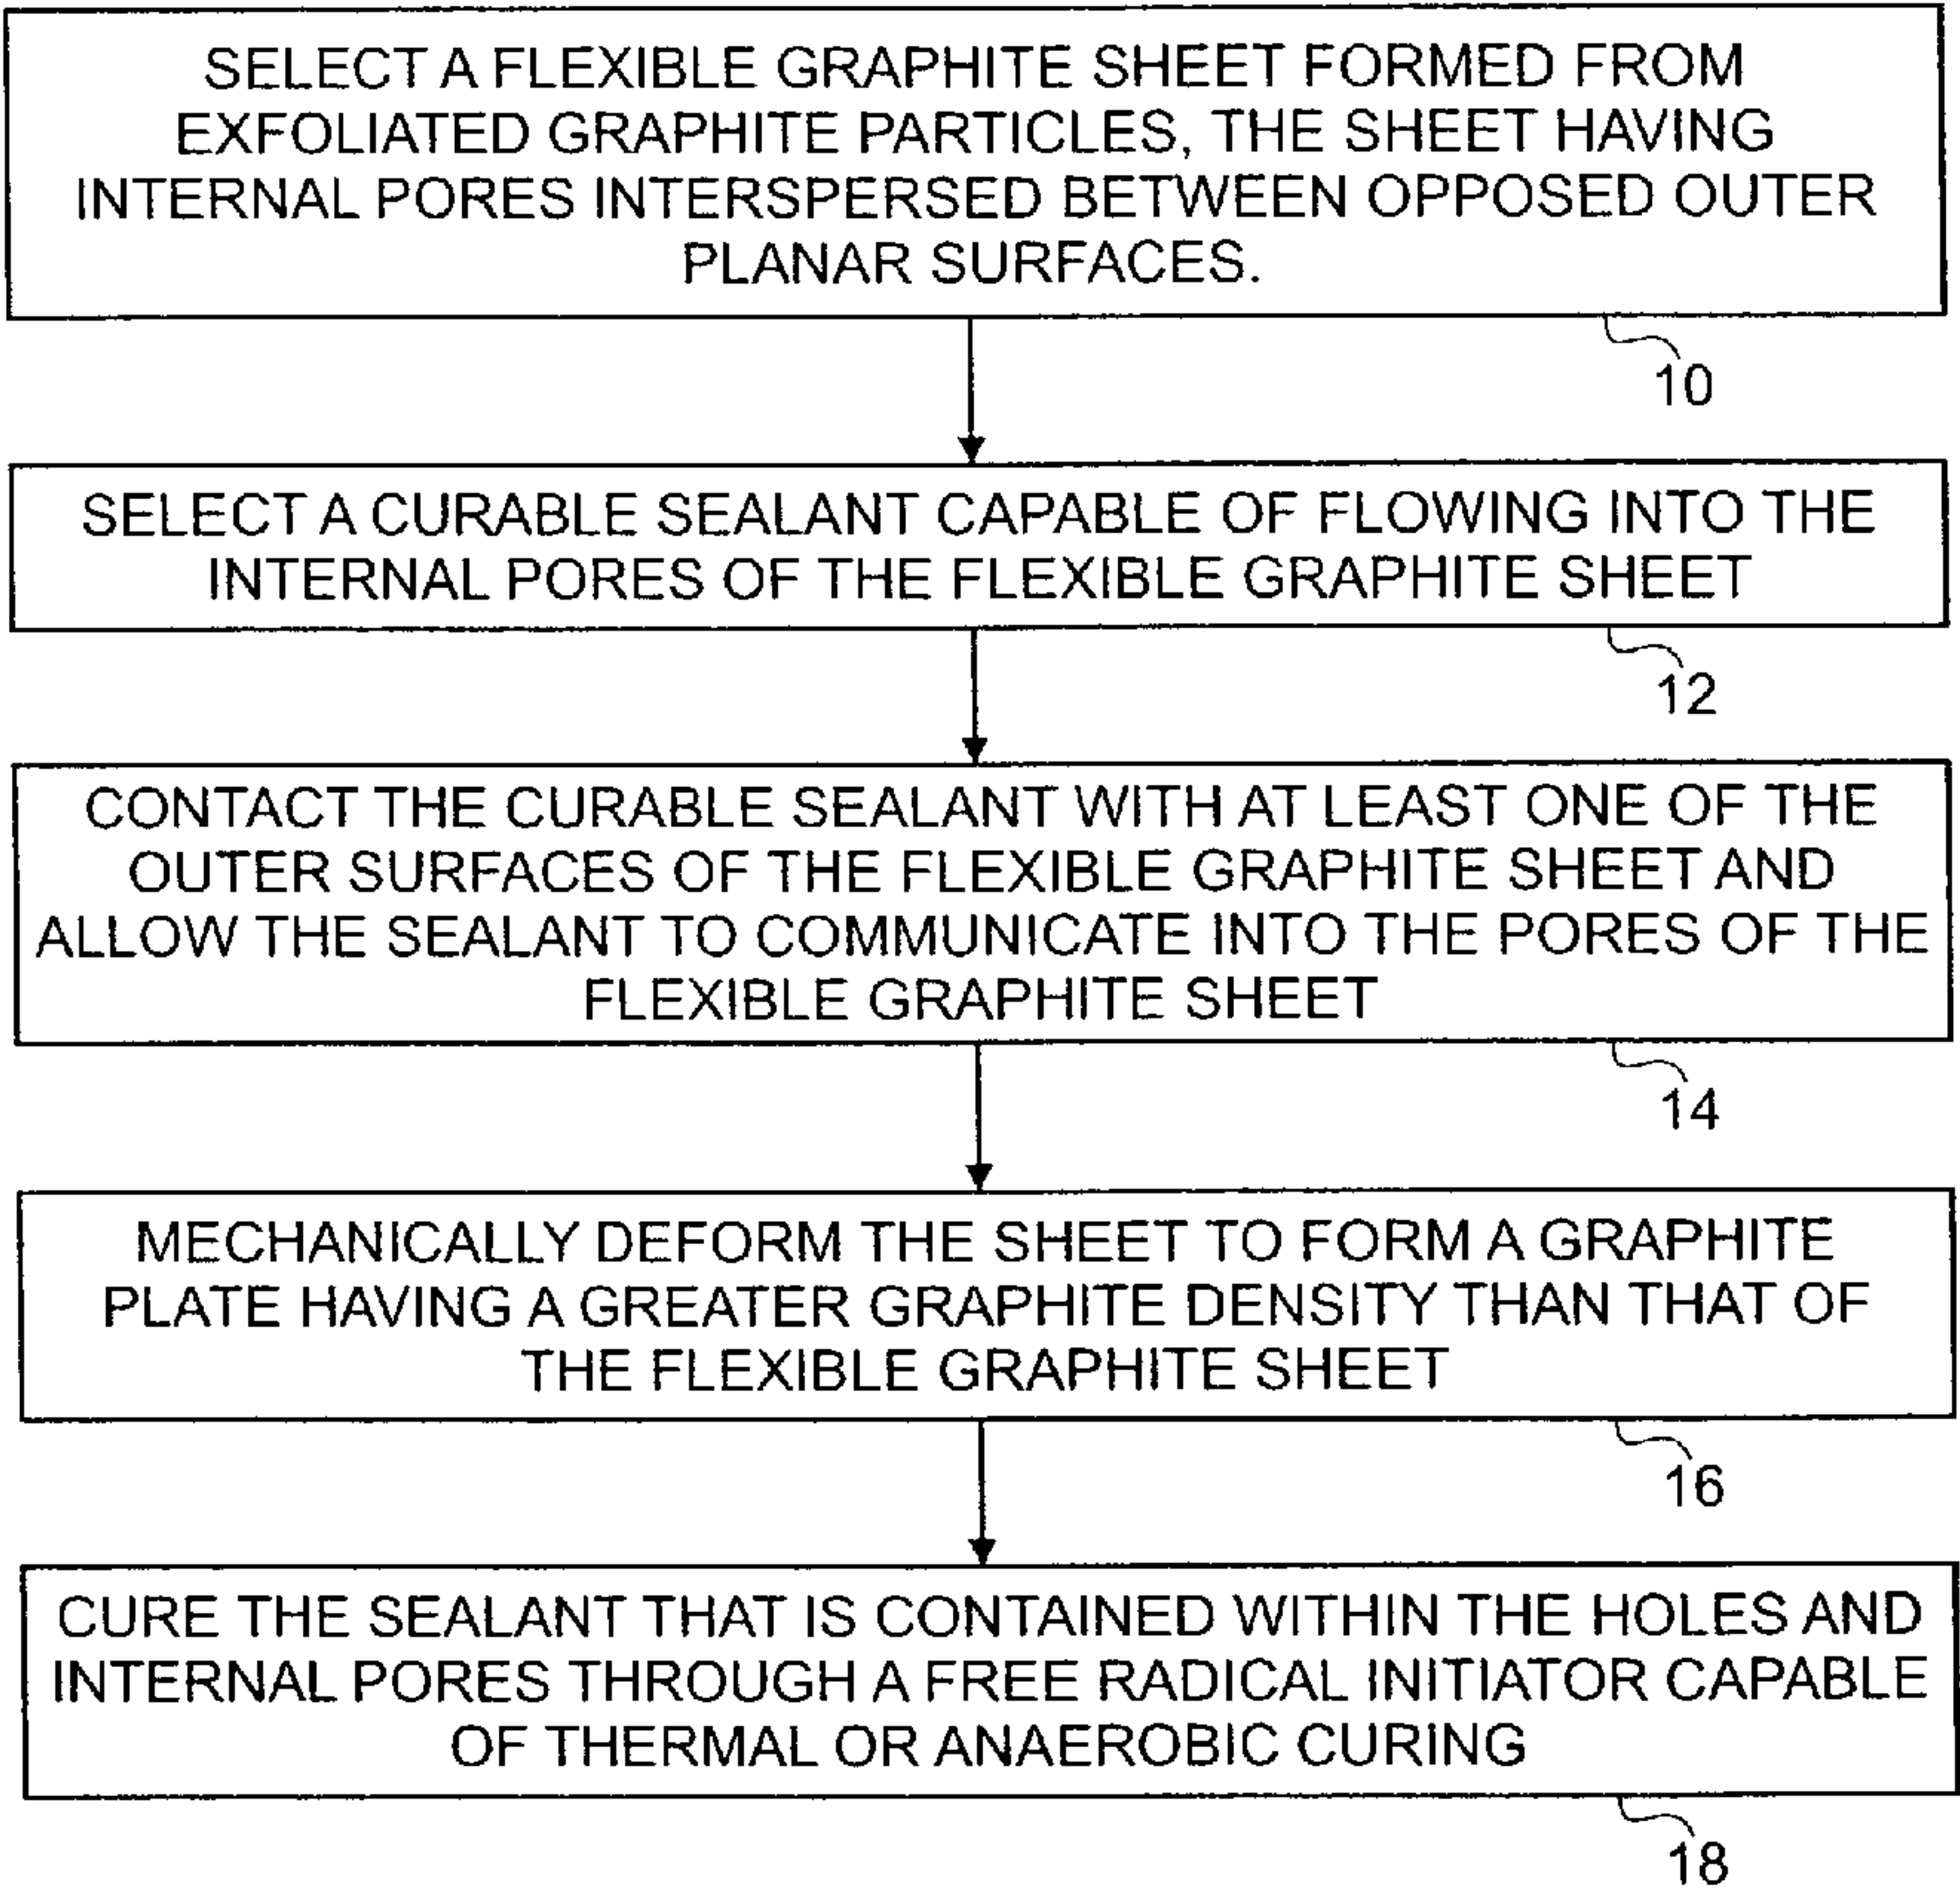 SELECT A FLEXIBLE GRAPHITE SHEET FORMED FROM
EXFOLIATED GRAPHITE PARTICLES, THE SHEET HAVING
INTERNAL PORES INTERSPERSED BETWEEN OPPOSED OUTER
PLANAR SURFACES.
10
SELECT A CURABLE SEALANT CAPABLE OF FLOWING INTO THE
INTERNAL PORES OF THE FLEXIBLE GRAPHITE SHEET
12
CONTACT THE CURABLE SEALANT WITH AT LEAST ONE OF THE
OUTER SURFACES OF THE FLEXIBLE GRAPHITE SHEET AND
ALLOW THE SEALANT TO COMMUNICATE INTO THE PORES OF THE
FLEXIBLE GRAPHITE SHEET
14
MECHANICALLY DEFORM THE SHEET TO FORM A GRAPHITE
PLATE HAVING A GREATER GRAPHITE DENSITY THAN THAT OF
THE FLEXIBLE GRAPHITE SHEET
16
CURE THE SEALANT THAT IS CONTAINED WITHIN THE HOLES AND
INTERNAL PORES THROUGH A FREE RADICAL INITIATOR CAPABLE
OF THERMAL OR ANAEROBIC CURING
18